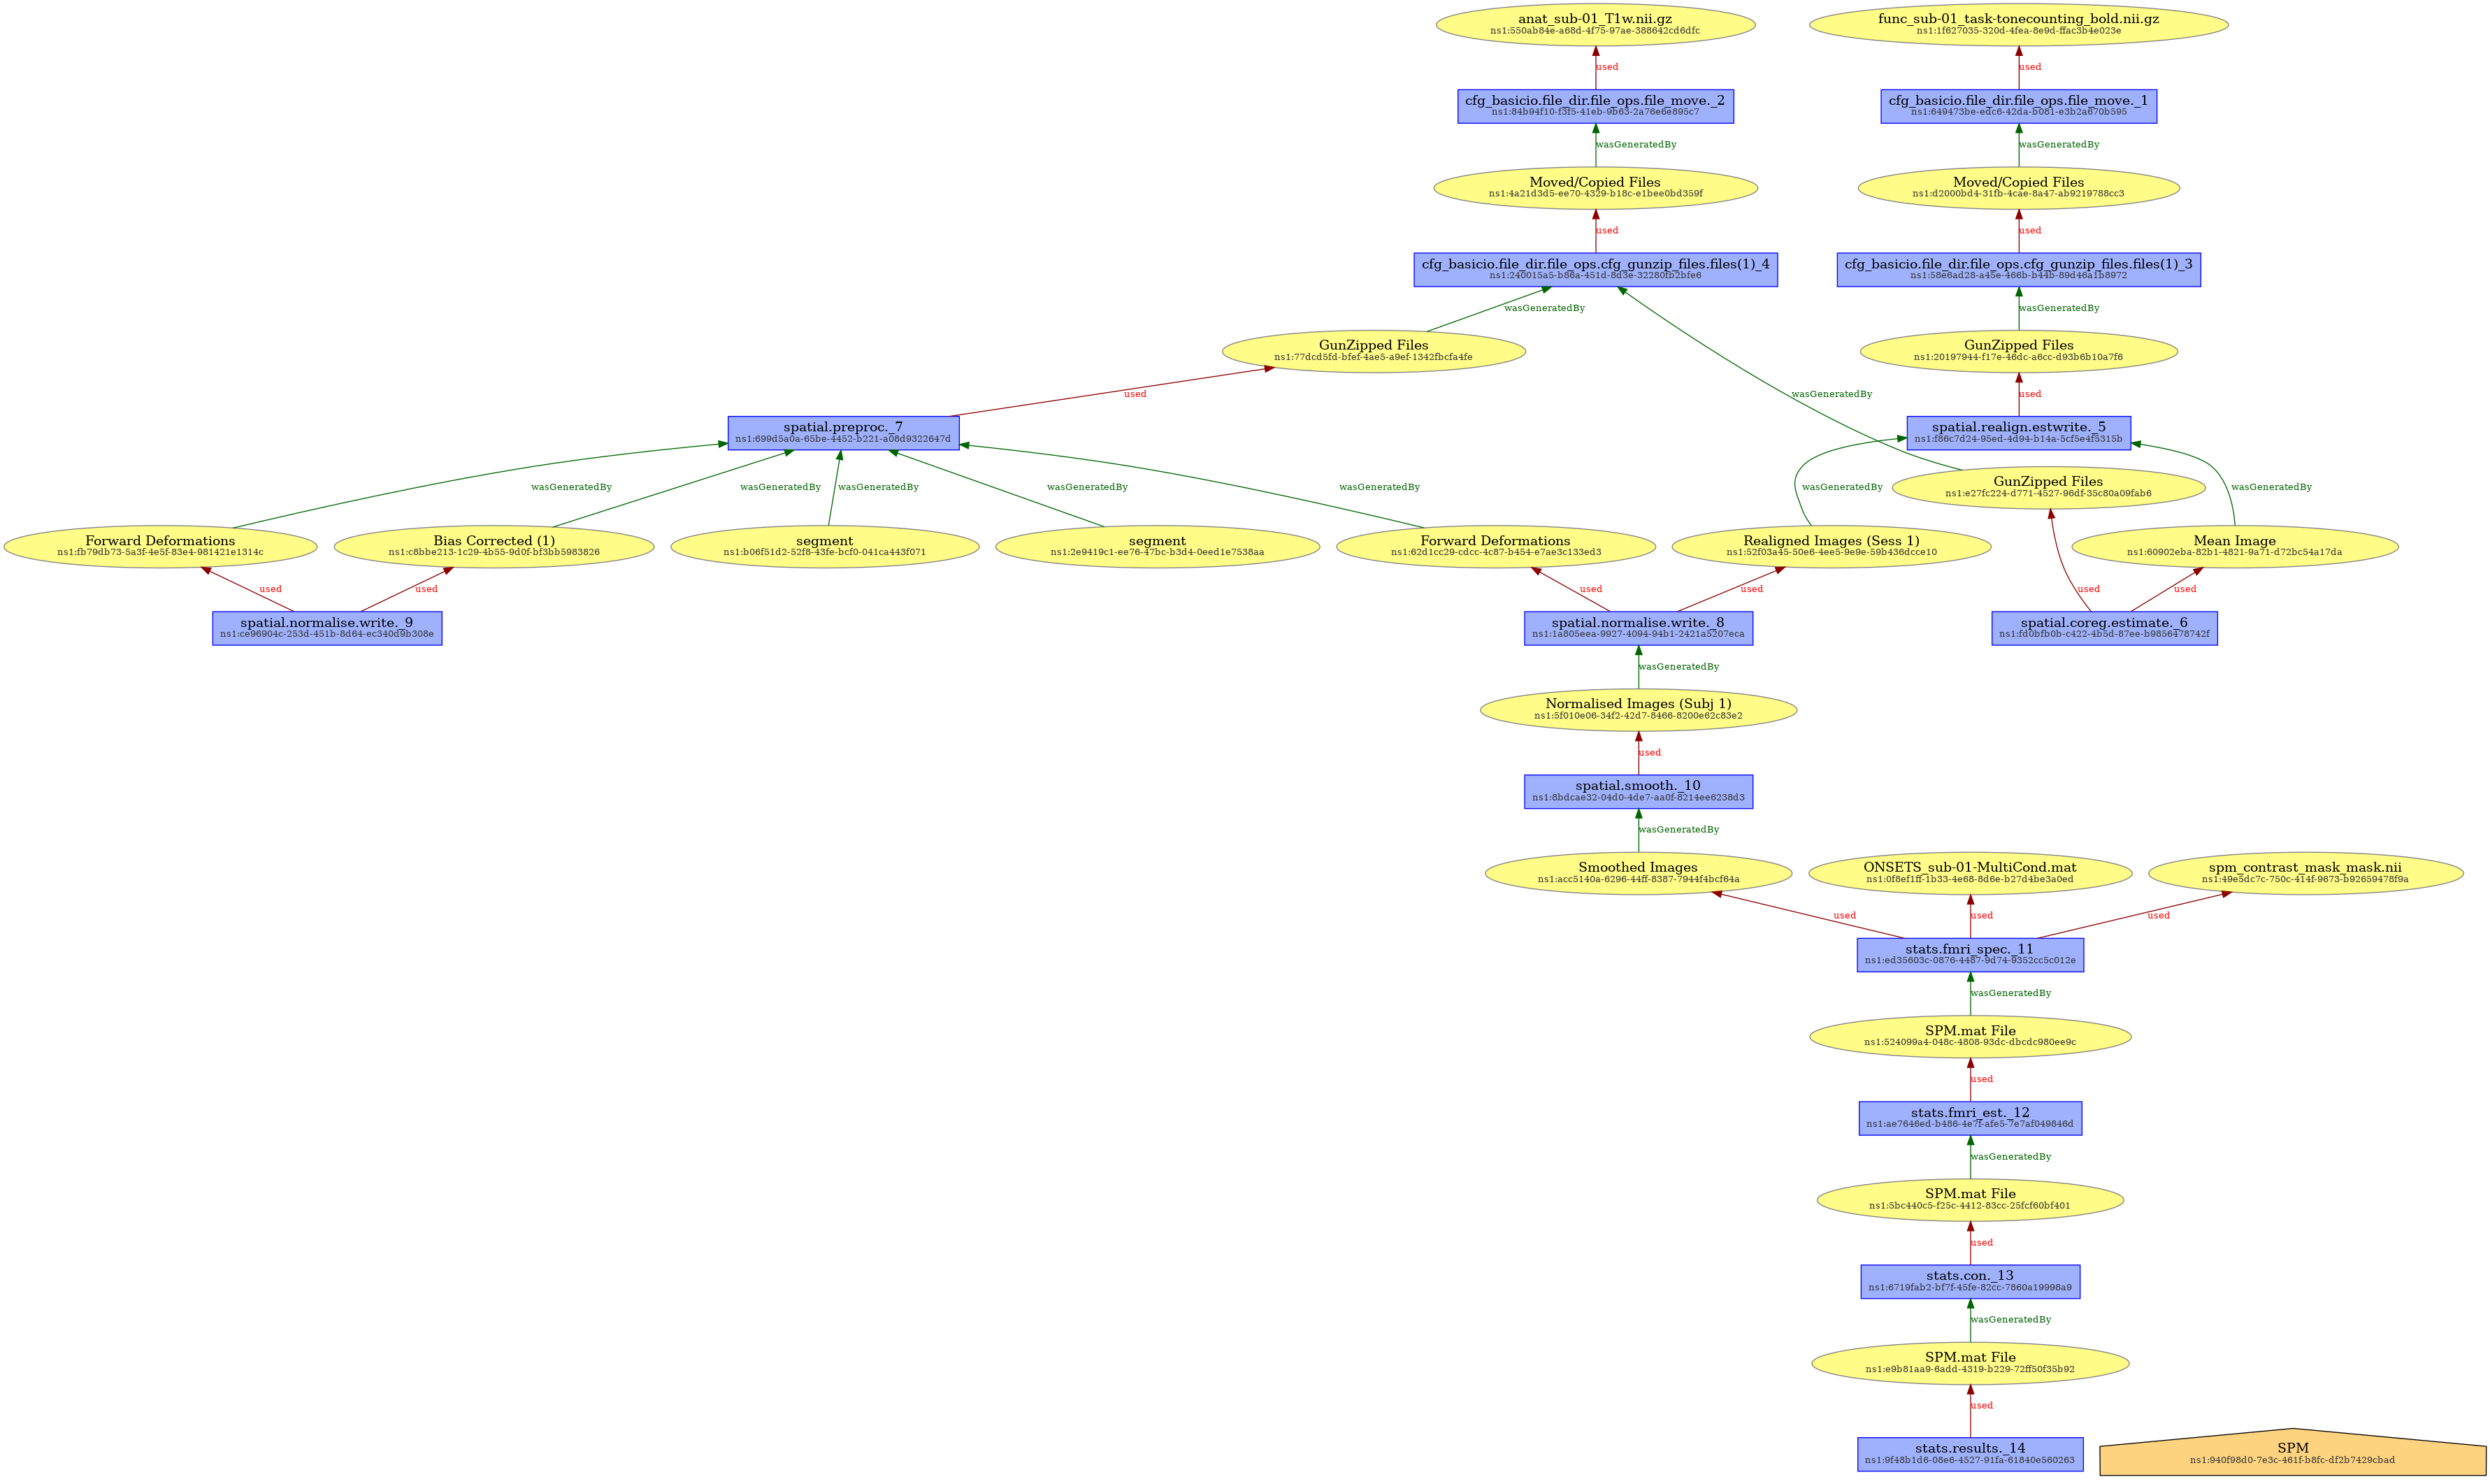 anat_sub-01_T1w.nii.gz
ns1:550ab84e-a68d-4f75-97ae-388642cd6dfc
func_sub-01_task-tonecounting_bold.nii.gz
ns1:1f627035-320d-4fea-8e9d-ffac3b4e023e
used
used
cfg_basicio.file_dir.file_ops.file_move._2
ns1:84b94f10-f3f5-41eb-9b63-2a76e6e895c7
cfg_basicio.file_dir.file_ops.file_move._1
ns1:649473be-edc6-42da-b081-e3b2a670b595
wasGeneratedBy
wasGeneratedBy
Moved/Copied Files
ns1:4a21d3d5-ee70-4329-b18c-e1bee0bd359f
Moved/Copied Files
ns1:d2000bd4-31fb-4cae-8a47-ab9219788cc3
used
used
cfg_basicio.file_dir.file_ops.cfg_gunzip_files.files(1)_4
ns1:240015a5-b86a-451d-8d3e-32280fb2bfe6
cfg_basicio.file_dir.file_ops.cfg_gunzip_files.files(1)_3
ns1:58e6ad28-a45e-466b-b44b-89d46a1b8972
wasGeneratedBy
wasGeneratedBy
GunZipped Files
ns1:77dcd5fd-bfef-4ae5-a9ef-1342fbcfa4fe
GunZipped Files
ns1:20197944-f17e-46dc-a6cc-d93b6b10a7f6
used
wasGeneratedBy
used
spatial.preproc._7
ns1:699d5a0a-65be-4452-b221-a08d9322647d
spatial.realign.estwrite._5
ns1:f86c7d24-95ed-4d94-b14a-5cf5e4f5315b
wasGeneratedBy
wasGeneratedBy
wasGeneratedBy
wasGeneratedBy
wasGeneratedBy
wasGeneratedBy
GunZipped Files
ns1:e27fc224-d771-4527-96df-35c80a09fab6
wasGeneratedBy
Forward Deformations
ns1:fb79db73-5a3f-4e5f-83e4-981421e1314c
Bias Corrected (1)
ns1:c8bbe213-1c29-4b55-9d0f-bf3bb5983826
segment
ns1:b06f51d2-52f8-43fe-bcf0-041ca443f071
segment
ns1:2e9419c1-ee76-47bc-b3d4-0eed1e7538aa
Forward Deformations
ns1:62d1cc29-cdcc-4c87-b454-e7ae3c133ed3
Realigned Images (Sess 1)
ns1:52f03a45-50e6-4ee5-9e9e-59b436dcce10
Mean Image
ns1:60902eba-82b1-4821-9a71-d72bc54a17da
used
used
used
used
used
used
spatial.normalise.write._9
ns1:ce96904c-253d-451b-8d64-ec340d9b308e
spatial.normalise.write._8
ns1:1a805eea-9927-4094-94b1-2421a5207eca
spatial.coreg.estimate._6
ns1:fd0bfb0b-c422-4b5d-87ee-b9856478742f
wasGeneratedBy
Normalised Images (Subj 1)
ns1:5f010e06-34f2-42d7-8466-8200e62c83e2
used
spatial.smooth._10
ns1:8bdcae32-04d0-4de7-aa0f-8214ee6238d3
wasGeneratedBy
Smoothed Images
ns1:acc5140a-6296-44ff-8387-7944f4bcf64a
ONSETS_sub-01-MultiCond.mat
ns1:0f8ef1ff-1b33-4e68-8d6e-b27d4be3a0ed
spm_contrast_mask_mask.nii
ns1:49e5dc7c-750c-414f-9673-b92659478f9a
used
used
used
stats.fmri_spec._11
ns1:ed35603c-0876-4487-9d74-9352cc5c012e
wasGeneratedBy
SPM.mat File
ns1:524099a4-048c-4808-93dc-dbcdc980ee9c
used
stats.fmri_est._12
ns1:ae7646ed-b486-4e7f-afe5-7e7af049846d
wasGeneratedBy
SPM.mat File
ns1:5bc440c5-f25c-4412-83cc-25fcf60bf401
used
stats.con._13
ns1:6719fab2-bf7f-45fe-82cc-7860a19998a9
wasGeneratedBy
SPM.mat File
ns1:e9b81aa9-6add-4319-b229-72ff50f35b92
used
stats.results._14
ns1:9f48b1d6-08e6-4527-91fa-61840e560263
SPM
ns1:940f98d0-7e3c-461f-b8fc-df2b7429cbad